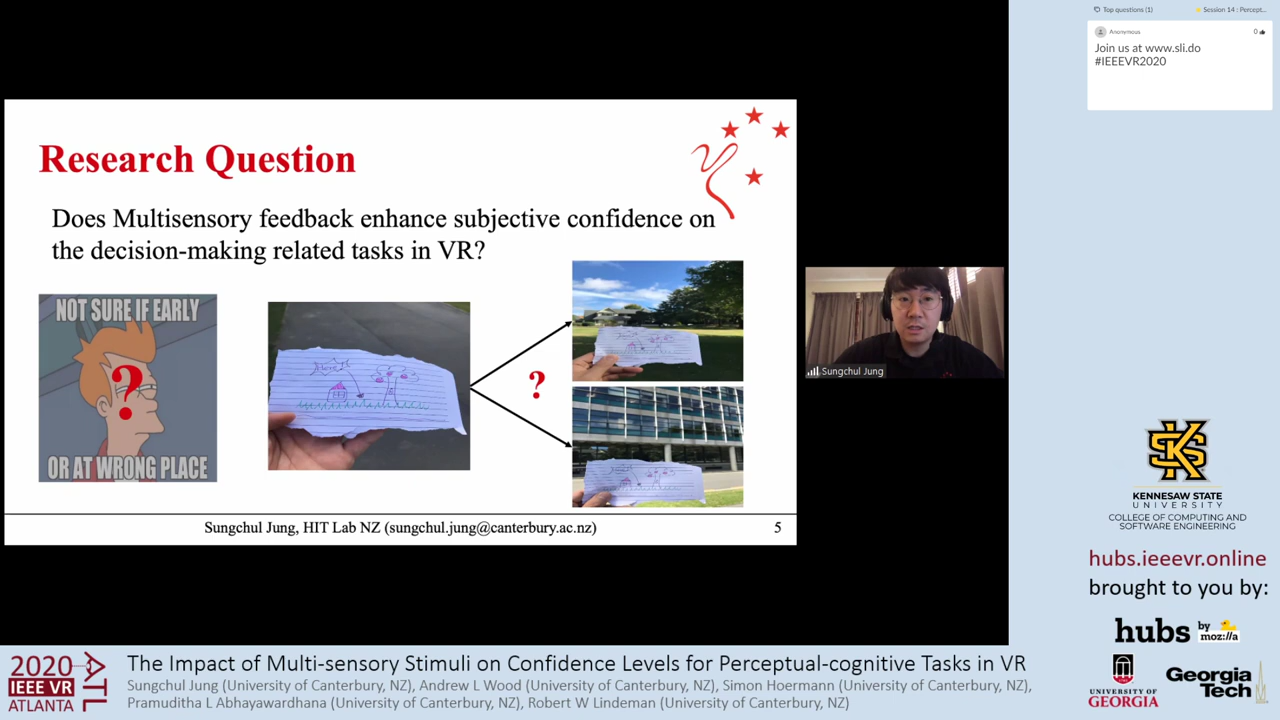 Top questions (1)
Session 14 : Percept...
Anonymous
0
Join us at www.sli.do
#IEEEVR2020
Research Question
Does Multisensory feedback enhance subjective confidence on
the decision-making related tasks in VR?
NOT SURE IF EARLY
?
OR AT WRONG PLACE
?
Sungchul Jung, HIT Lab NZ (sungchul.jung@canterbury.ac.nz)
5
Sungchul Jung
KS
KENNESAW STATE
UNIVERSITY
COLLEGE OF COMPUTING AND
SOFTWARE ENGINEERING
hubs.ieeevr.online
brought to you by:
hubs by
moz://a
UNIVERSITY OF
GEORGIA
Georgia
Tech
2020
IEEE VR
ATLANTA
ATL
The Impact of Multi-sensory Stimuli on Confidence Levels for Perceptual-cognitive Tasks in VR
Sungchul Jung (University of Canterbury, NZ), Andrew L Wood (University of Canterbury, NZ), Simon Hoermann (University of Canterbury, NZ),
Pramuditha L Abhayawardhana (University of Canterbury, NZ), Robert W Lindeman (University of Canterbury, NZ)